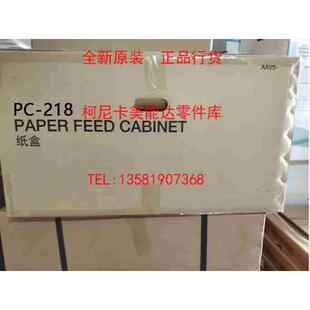 全新原装 正品行货
AAV5-
PC-218
柯尼卡美能达零件库
PAPER FEED CABINET
纸盒
TEL:13581907368